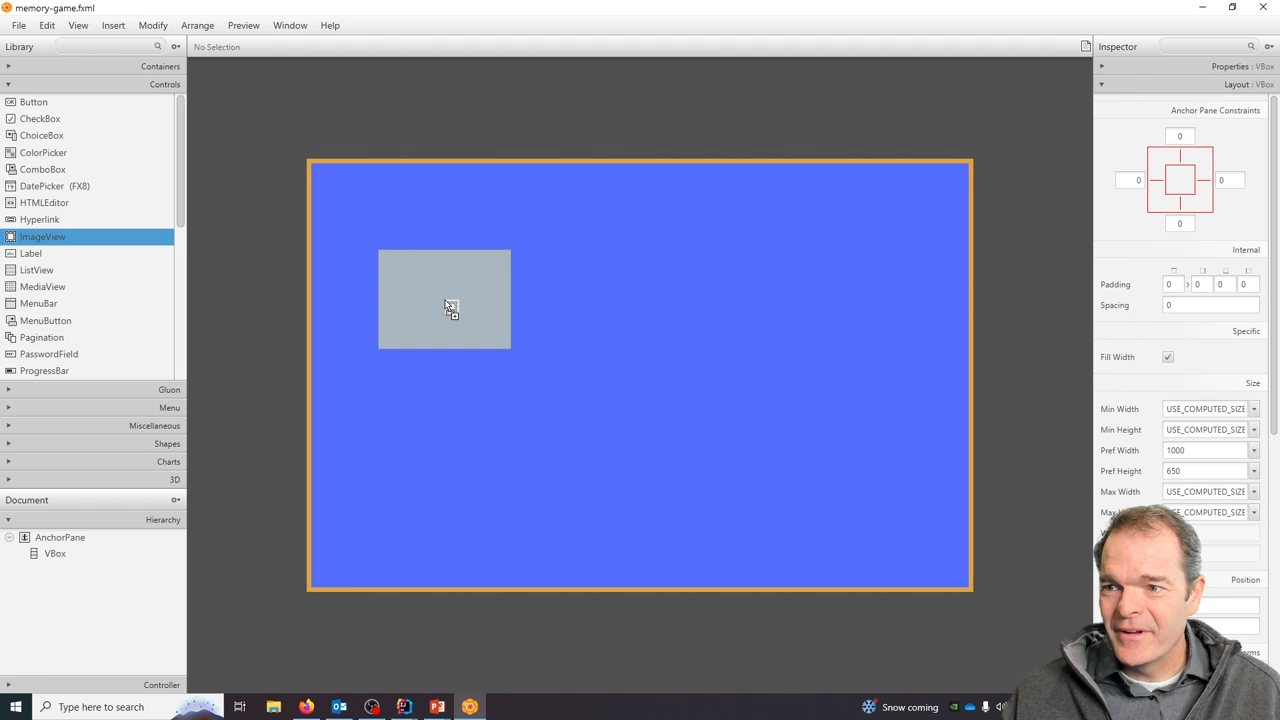 memory-game.fxml
File Edit View Insert Modify Arrange Preview Window Help
Library
No Selection
Inspector
Containers
Properties : VBox
Controls
Layout : VBox
Button
Anchor Pane Constraints
CheckBox
0
ChoiceBox
ColorPicker
ComboBox
0 0
DatePicker (FX8)
HTMLEditor
Hyperlink
0
ImageView
Internal
Label
ListView
Padding 0 0 0 0
MediaView
Spacing 0
MenuBar
MenuButton
Specific
Pagination
Fill Width
PasswordField
ProgressBar
Size
Gluon
Min Width USE_COMPUTED_SIZE
Menu
Min Height USE_COMPUTED_SIZE
Miscellaneous
Pref Width 1000
Shapes
Pref Height 650
Charts
Max Width USE_COMPUTED_SIZE
3D
USE_COMPUTED_SIZE
Document
Hierarchy
AnchorPane
VBox
Position
Controller
Type here to search
Snow coming